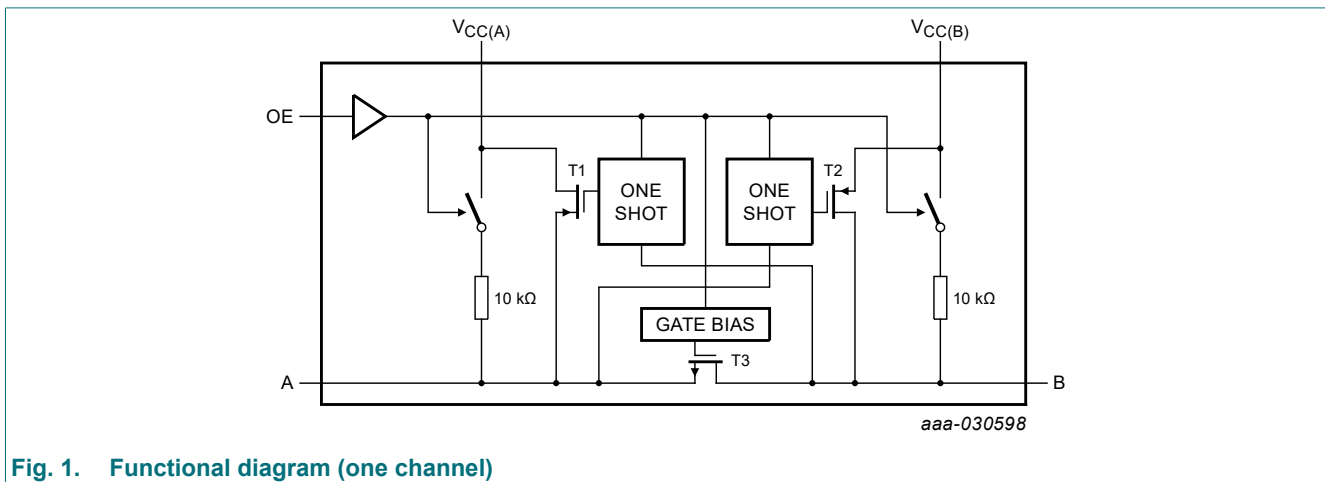 VCC(A)
VCC(B)
OE
T1
ONE
SHOT
ONE
SHOT
T2
10 kΩ
10 kΩ
GATE BIAS
T3
A
B
aaa-030598
Fig. 1. Functional diagram (one channel)